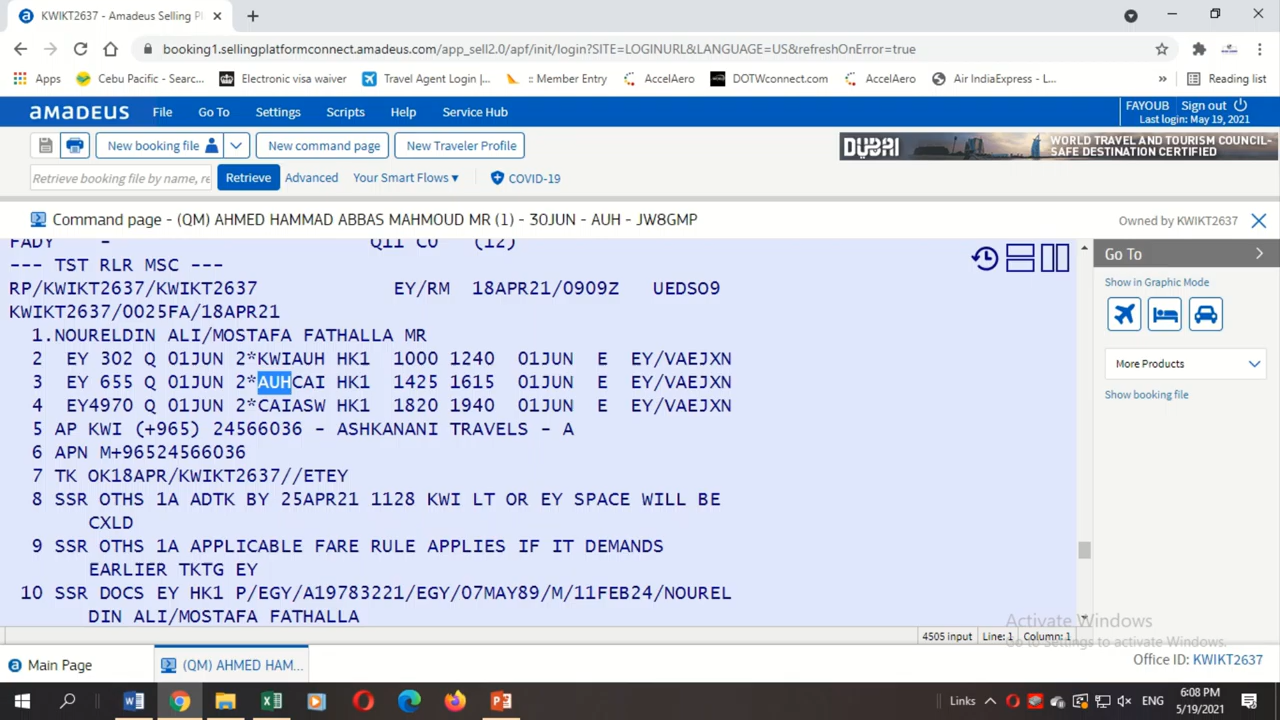 KWIKT2637 - Amadeus Selling Pl
booking1.sellingplatformconnect.amadeus.com/app_sell2.0/apf/init/login?SITE=LOGINURL&LANGUAGE=US&refreshOnError=true
Apps Cebu Pacific - Searc... Electronic visa waiver Travel Agent Login |... :: Member Entry AccelAero DOTWconnect.com AccelAero Air IndiaExpress - L... » Reading list
amaDEUS File Go To Settings Scripts Help Service Hub
FAYOUB Sign out
Last login: May 19, 2021
New booking file New command page New Traveler Profile
DUBAI WORLD TRAVEL AND TOURISM COUNCIL-
SAFE DESTINATION CERTIFIED
Retrieve booking file by name, re Retrieve Advanced Your Smart Flows COVID-19
Command page - (QM) AHMED HAMMAD ABBAS MAHMOUD MR (1) - 30JUN - AUH - JW8GMP Owned by KWIKT2637
FADY - Q11 C0 (12)
--- TST RLR MSC ---
RP/KWIKT2637/KWIKT2637 EY/RM 18APR21/0909Z UEDSO9
KWIKT2637/0025FA/18APR21
1.NOURELDIN ALI/MOSTAFA FATHALLA MR
2 EY 302 Q 01JUN 2*KWIAUH HK1 1000 1240 01JUN E EY/VAEJXN
3 EY 655 Q 01JUN 2*AUHCAI HK1 1425 1615 01JUN E EY/VAEJXN
4 EY4970 Q 01JUN 2*CAIASW HK1 1820 1940 01JUN E EY/VAEJXN
5 AP KWI (+965) 24566036 - ASHKANANI TRAVELS - A
6 APN M+96524566036
7 TK OK18APR/KWIKT2637//ETEY
8 SSR OTHS 1A ADTK BY 25APR21 1128 KWI LT OR EY SPACE WILL BE
CXLD
9 SSR OTHS 1A APPLICABLE FARE RULE APPLIES IF IT DEMANDS
EARLIER TKTG EY
10 SSR DOCS EY HK1 P/EGY/A19783221/EGY/07MAY89/M/11FEB24/NOUREL
DIN ALI/MOSTAFA FATHALLA
Go To
Show in Graphic Mode
More Products
Show booking file
Activate Windows
Go to Settings to activate Windows.
4505 input Line: 1 Column: 1
Main Page (QM) AHMED HAM... Office ID: KWIKT2637
Links ENG 6:08 PM
5/19/2021